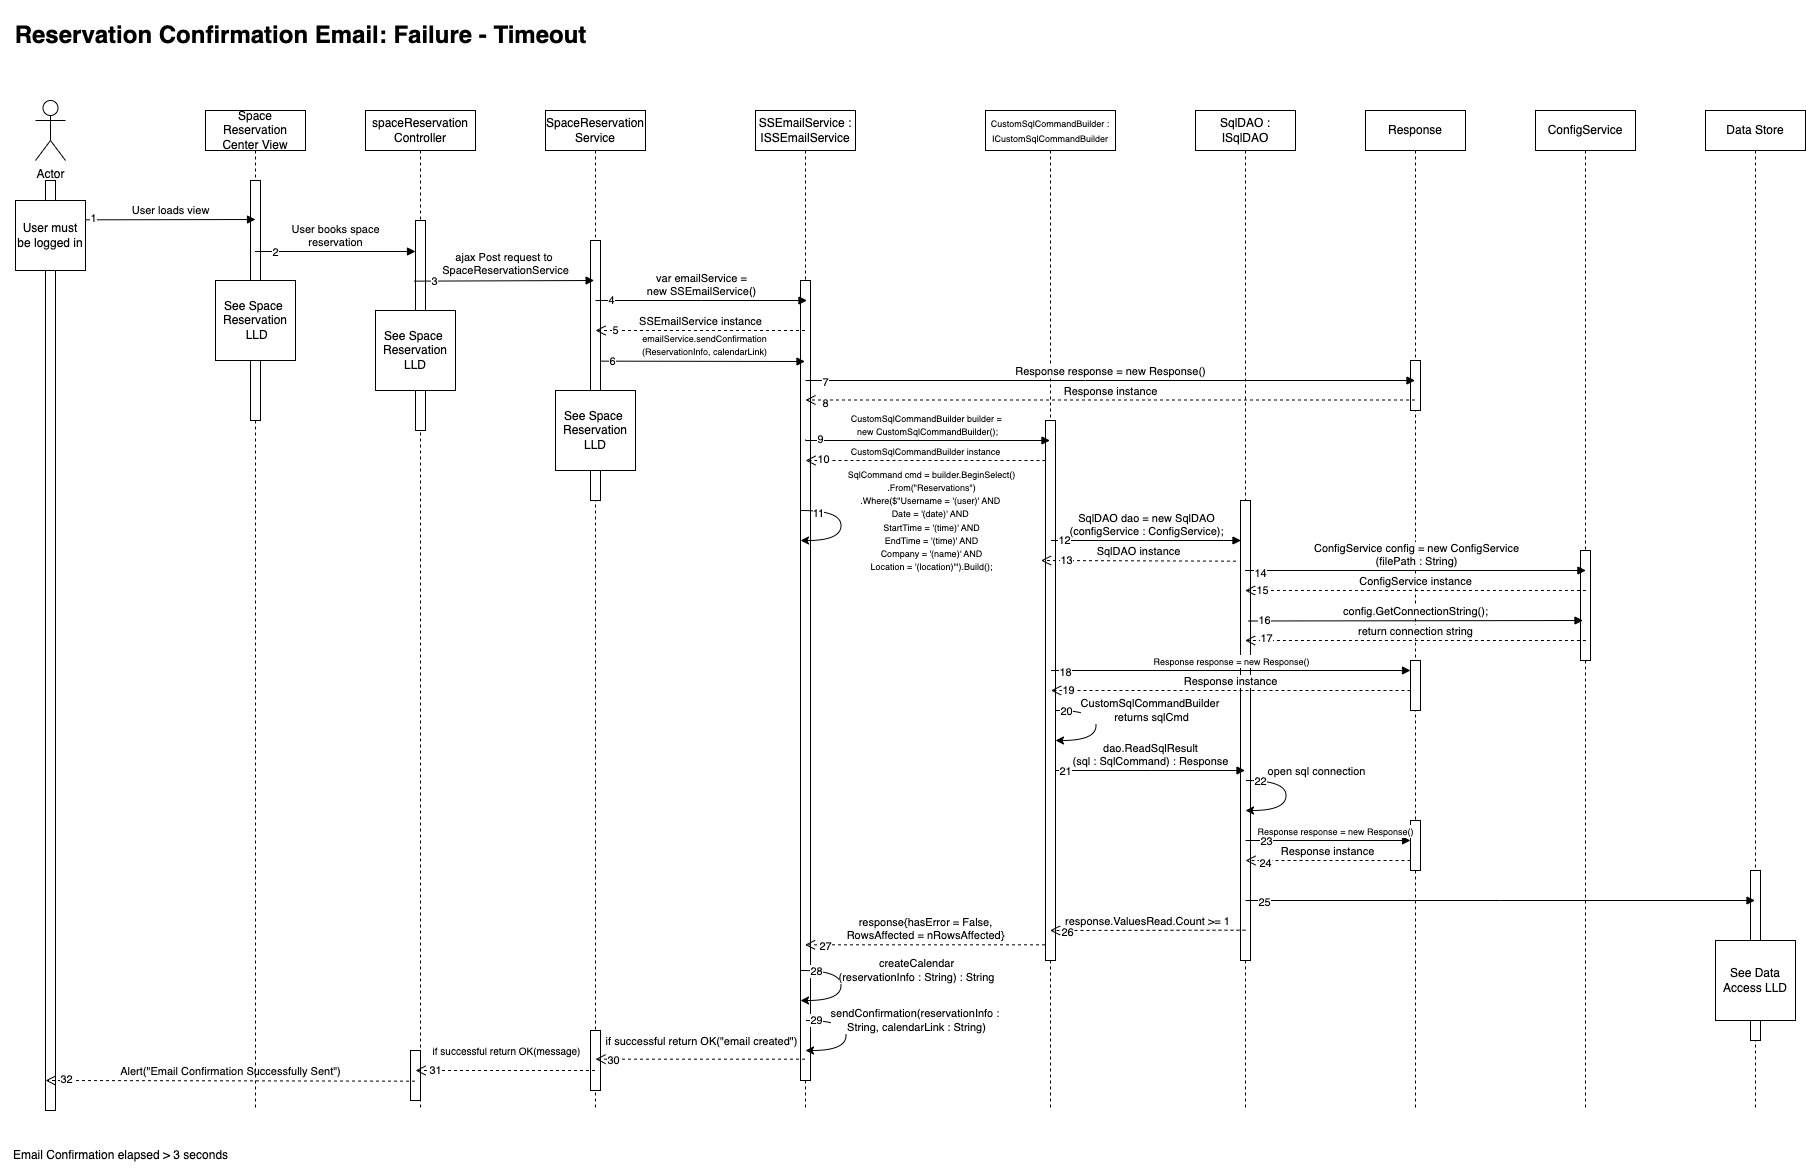 Reservation Confirmation Email: Failure - Timeout
Actor
Space
Reservation
Center View
spaceReservation
Controller
SpaceReservation
Service
SSEmailService :
ISSEmailService
CustomSqlCommandBuilder :
ICustomSqlCommandBuilder
SqlDAO :
ISqlDAO
Response
ConfigService
Data Store
User must
be logged in
1
User loads view
2
User books space
reservation
3
ajax Post request to
SpaceReservationService
See Space
Reservation
LLD
See Space
Reservation
LLD
See Space
Reservation
LLD
4
var emailService =
new SSEmailService()
5
SSEmailService instance
6
emailService.sendConfirmation
(ReservationInfo, calendarLink)
7
Response response = new Response()
8
Response instance
9
CustomSqlCommandBuilder builder =
new CustomSqlCommandBuilder();
10
CustomSqlCommandBuilder instance
11
SqlCommand cmd = builder.BeginSelect()
.From("Reservations")
.Where($"Username = '(user)' AND
Date = '(date)' AND
StartTime = '(time)' AND
EndTime = '(time)' AND
Company = '(name)' AND
Location = '(location)'").Build();
12
SqlDAO dao = new SqlDAO
(configService : ConfigService);
13
SqlDAO instance
14
ConfigService config = new ConfigService
(filePath : String)
15
ConfigService instance
16
config.GetConnectionString();
17
return connection string
18
Response response = new Response()
19
Response instance
20
CustomSqlCommandBuilder
returns sqlCmd
21
dao.ReadSqlResult
(sql : SqlCommand) : Response
22
open sql connection
23
Response response = new Response()
24
Response instance
25
26
response.ValuesRead.Count >= 1
27
response{hasError = False,
RowsAffected = nRowsAffected}
28
createCalendar
(reservationInfo : String) : String
29
sendConfirmation(reservationInfo :
String, calendarLink : String)
See Data
Access LLD
30
if successful return OK("email created")
31
if successful return OK(message)
32
Alert("Email Confirmation Successfully Sent")
Email Confirmation elapsed > 3 seconds